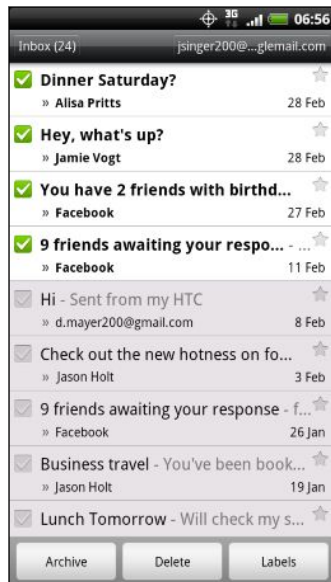 3G 06:56
Inbox (24) jsinger200@...glemail.com
Dinner Saturday?
» Alisa Pritts 28 Feb
Hey, what's up?
» Jamie Vogt 28 Feb
You have 2 friends with birthd...
» Facebook 27 Feb
9 friends awaiting your respo... - ...
» Facebook 11 Feb
Hi - Sent from my HTC
» d.mayer200@gmail.com 8 Feb
Check out the new hotness on fo...
» Jason Holt 3 Feb
9 friends awaiting your response - f...
» Facebook 26 Jan
Business travel - You've been book...
» Jason Holt 19 Jan
Lunch Tomorrow - Will check my s...
Archive Delete Labels